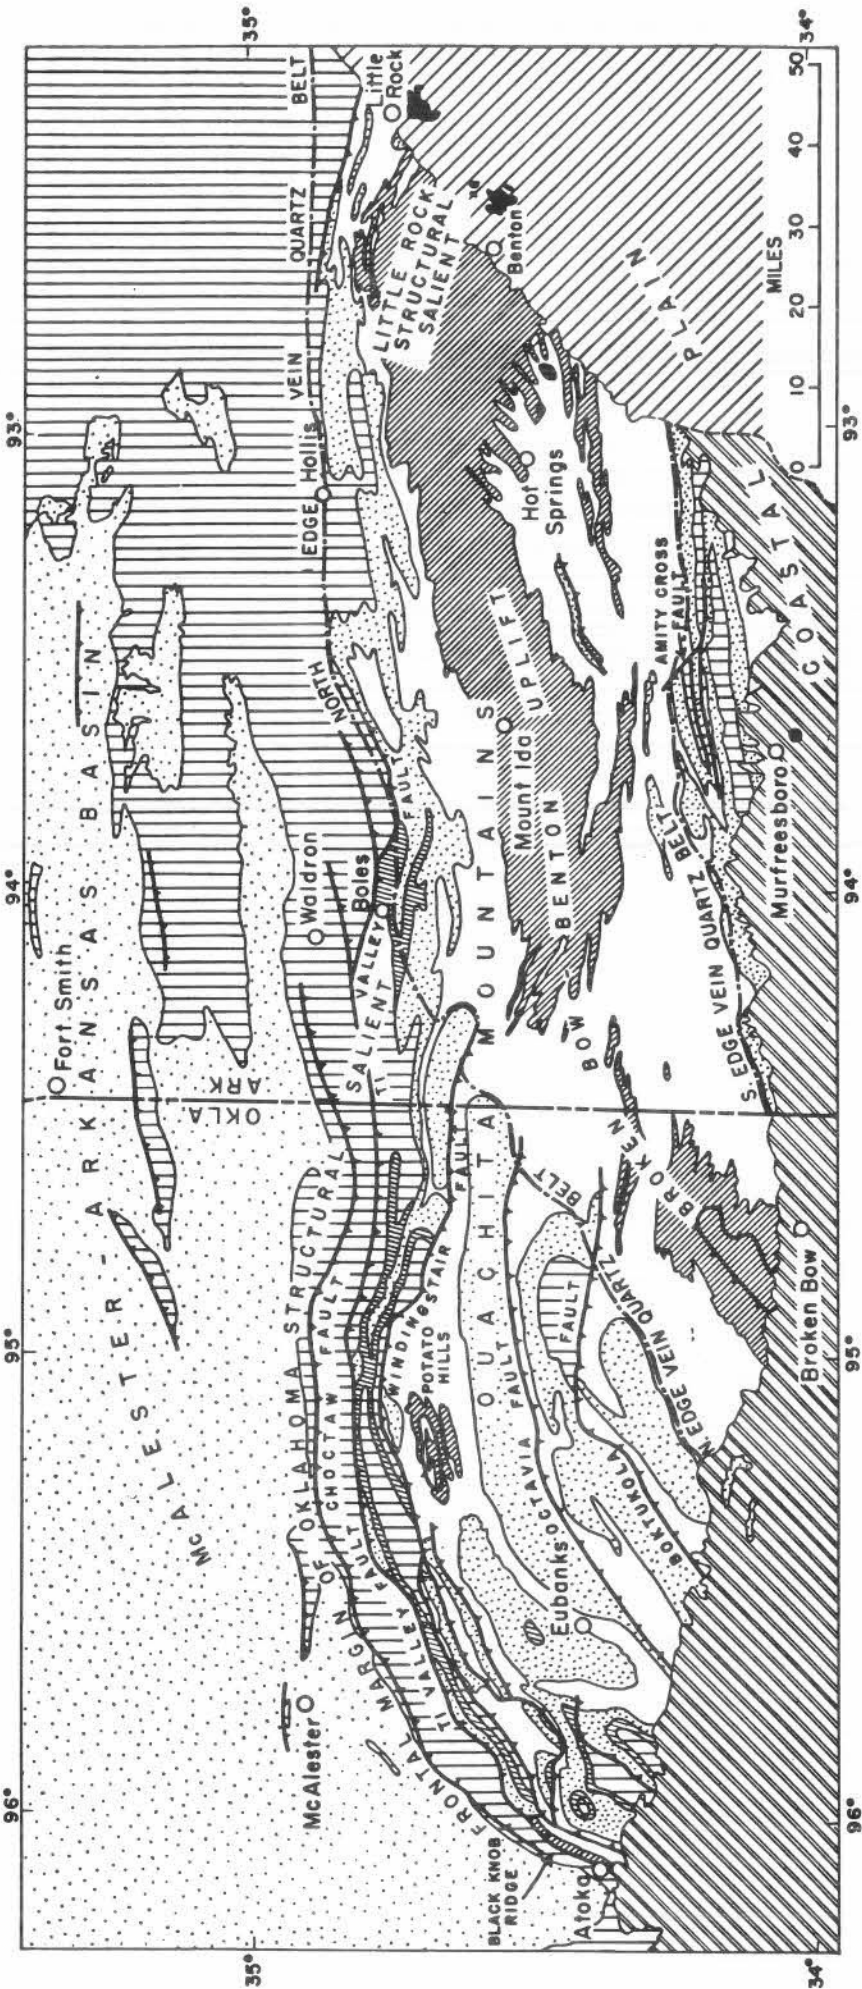 96°
95°
94°
93°
35°
35°
34°
34°
96°
95°
94°
93°
McALESTER - ARKANSAS BASIN
Fort Smith
OKLA
ARK
McAlester
FRONTAL MARGIN OF OKLAHOMA STRUCTURAL SALIENT
CHOCTAW FAULT
TI VALLEY FAULT
TI VALLEY FAULT
Waldron
Boles
NORTH EDGE VEIN QUARTZ BELT
Hollis
Little
Rock
LITTLE ROCK
STRUCTURAL
SALIENT
Benton
WINDINGSTAIR FAULT
POTATO
HILLS
OUACHITA MOUNTAINS
Mount Ida
Hot
Springs
BROKEN BOW BENTON UPLIFT
OCTAVIA FAULT
Eubanks
BOKTUKOLA FAULT
N EDGE VEIN QUARTZ BELT
S. EDGE VEIN QUARTZ BELT
AMITY CROSS
FAULT
BLACK KNOB
RIDGE
Atoka
Broken Bow
Murfreesboro
COASTAL PLAIN
MILES
0 10 20 30 40 50